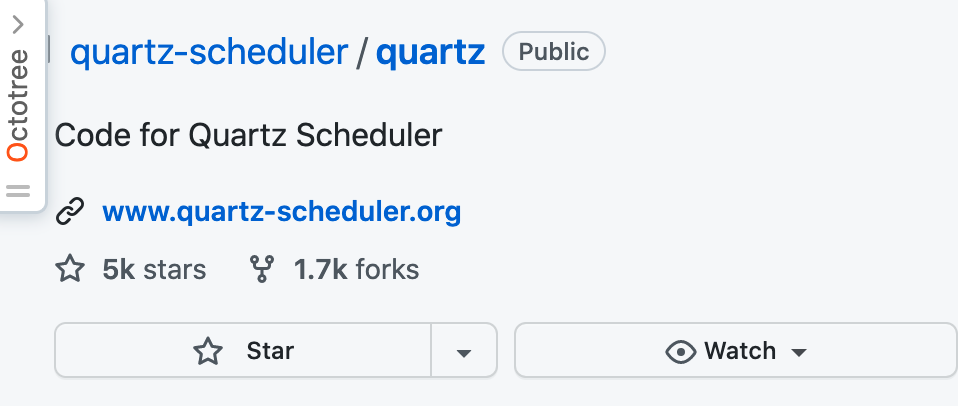 Octotree
quartz-scheduler / quartz Public
Code for Quartz Scheduler
www.quartz-scheduler.org
5k stars 1.7k forks
Star Watch